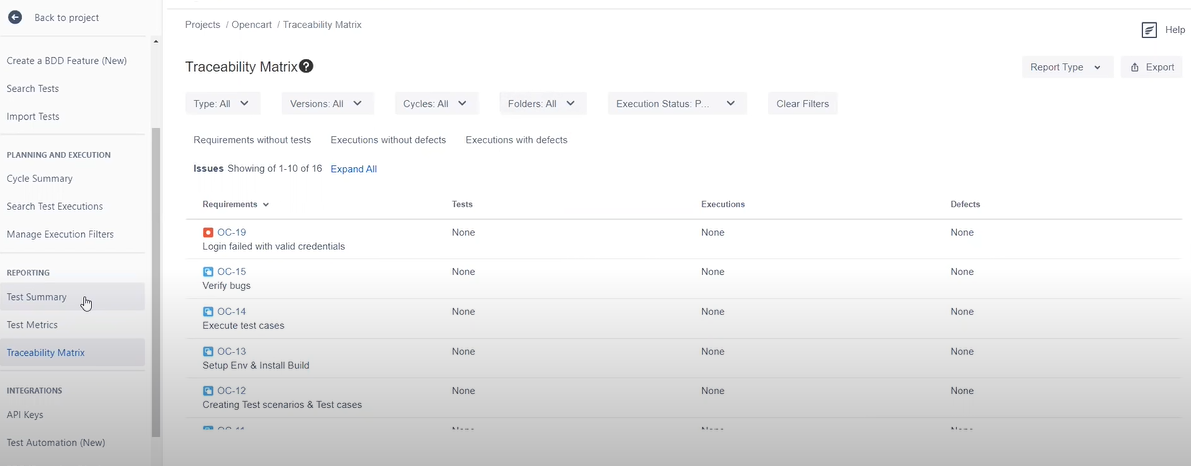 Back to project
Create a BDD Feature (New)
Search Tests
Import Tests
PLANNING AND EXECUTION
Cycle Summary
Search Test Executions
Manage Execution Filters
REPORTING
Test Summary
Test Metrics
Traceability Matrix
INTEGRATIONS
API Keys
Test Automation (New)
Projects / Opencart / Traceability Matrix
Help
Traceability Matrix ?
Report Type
Export
Type: All
Versions: All
Cycles: All
Folders: All
Execution Status: P...
Clear Filters
Requirements without tests Executions without defects Executions with defects
Issues Showing of 1-10 of 16 Expand All
Requirements Tests Executions Defects
OC-19 None None None
Login failed with valid credentials
OC-15 None None None
Verify bugs
OC-14 None None None
Execute test cases
OC-13 None None None
Setup Env & Install Build
OC-12 None None None
Creating Test scenarios & Test cases